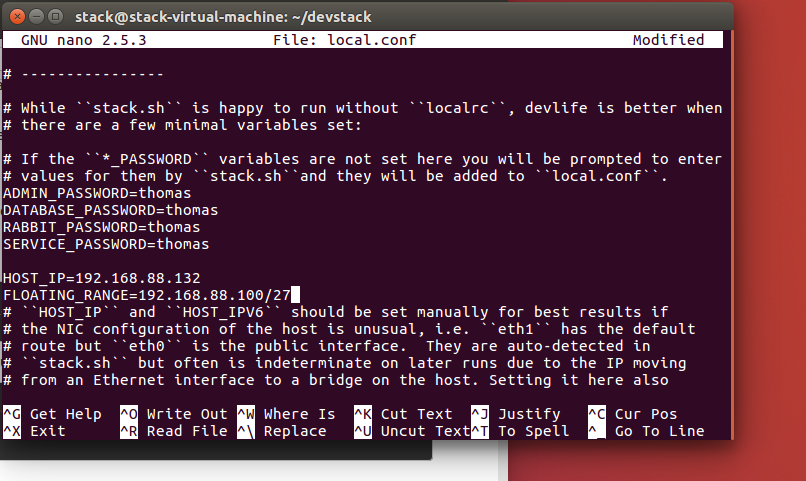 stack@stack-virtual-machine: ~/devstack
GNU nano 2.5.3 File: local.conf Modified
# ----------------
# While ``stack.sh`` is happy to run without ``localrc``, devlife is better when
# there are a few minimal variables set:
# If the ``*_PASSWORD`` variables are not set here you will be prompted to enter
# values for them by ``stack.sh``and they will be added to ``local.conf``.
ADMIN_PASSWORD=thomas
DATABASE_PASSWORD=thomas
RABBIT_PASSWORD=thomas
SERVICE_PASSWORD=thomas
HOST_IP=192.168.88.132
FLOATING_RANGE=192.168.88.100/27
# ``HOST_IP`` and ``HOST_IPV6`` should be set manually for best results if
# the NIC configuration of the host is unusual, i.e. ``eth1`` has the default
# route but ``eth0`` is the public interface.  They are auto-detected in
# ``stack.sh`` but often is indeterminate on later runs due to the IP moving
# from an Ethernet interface to a bridge on the host. Setting it here also
^G Get Help ^O Write Out ^W Where Is ^K Cut Text ^J Justify ^C Cur Pos
^X Exit ^R Read File ^\ Replace ^U Uncut Text ^T To Spell ^_ Go To Line